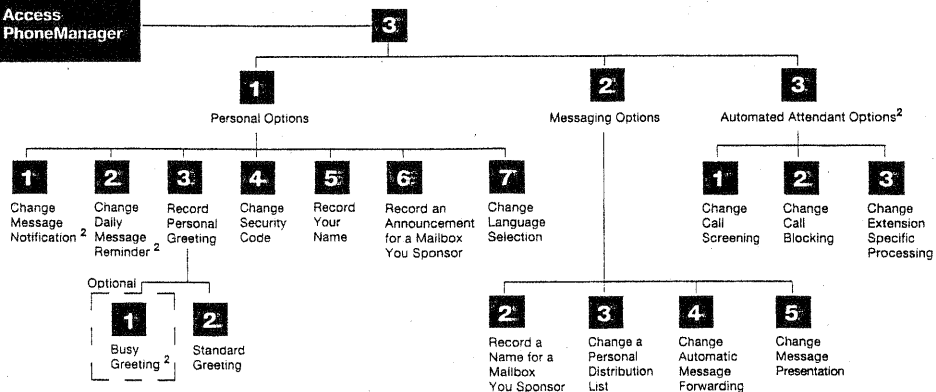 Access
PhoneManager
3
1
2
3
Personal Options
Messaging Options
Automated Attendant Options²
1
2
3
4
5
6
7
Change
Message
Notification ²
Change
Daily
Message
Reminder ²
Record
Personal
Greeting
Change
Security
Code
Record
Your
Name
Record an
Announcement
for a Mailbox
You Sponsor
Change
Language
Selection
1
2
3
Change
Call
Screening
Change
Call
Blocking
Change
Extension
Specific
Processing
Optional
1
2
Busy
Greeting ²
Standard
Greeting
2
3
4
5
Record a
Name for a
Mailbox
You Sponsor
Change a
Personal
Distribution
List
Change
Automatic
Message
Forwarding
Change
Message
Presentation